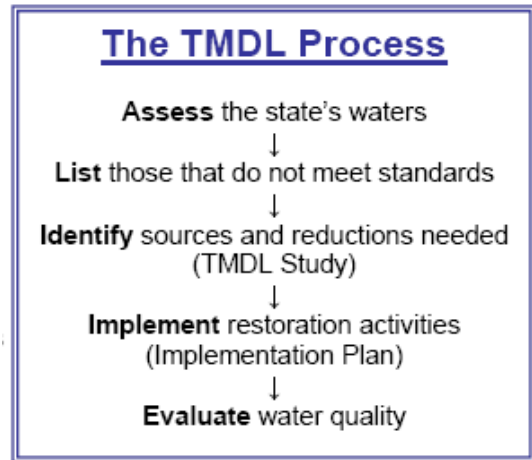 The TMDL Process
Assess the state's waters
↓
List those that do not meet standards
↓
Identify sources and reductions needed
(TMDL Study)
↓
Implement restoration activities
(Implementation Plan)
↓
Evaluate water quality